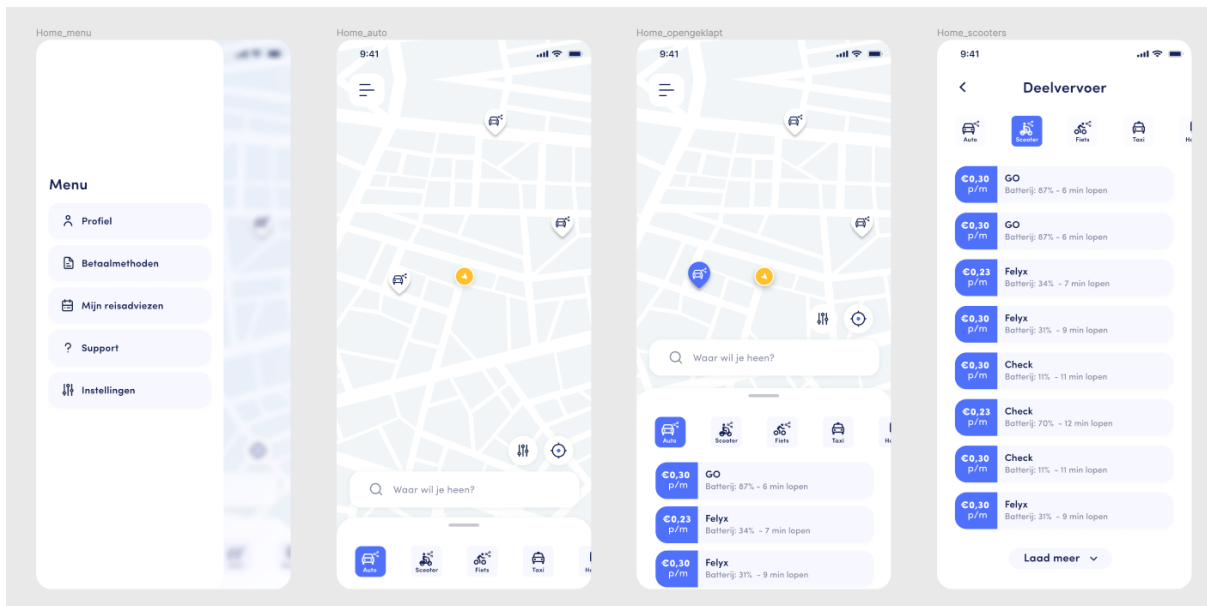 Home_menu
Menu
Profiel
Betaalmethoden
Mijn reisadviezen
Support
Instellingen
Home_auto
9:41
Waar wil je heen?
Auto
Scooter
Fiets
Taxi
Home_opengeklapt
9:41
Waar wil je heen?
Auto
Scooter
Fiets
Taxi
€0,30 p/m
GO
Batterij: 87% - 6 min lopen
€0,23 p/m
Felyx
Batterij: 34% - 7 min lopen
€0,30 p/m
Felyx
Batterij: 31% - 9 min lopen
Home_scooters
9:41
Deelvervoer
Auto
Scooter
Fiets
Taxi
€0,30 p/m
GO
Batterij: 87% - 6 min lopen
€0,30 p/m
GO
Batterij: 87% - 6 min lopen
€0,23 p/m
Felyx
Batterij: 34% - 7 min lopen
€0,30 p/m
Felyx
Batterij: 31% - 9 min lopen
€0,30 p/m
Check
Batterij: 11% - 11 min lopen
€0,23 p/m
Check
Batterij: 70% - 12 min lopen
€0,30 p/m
Check
Batterij: 11% - 11 min lopen
€0,30 p/m
Felyx
Batterij: 31% - 9 min lopen
Laad meer